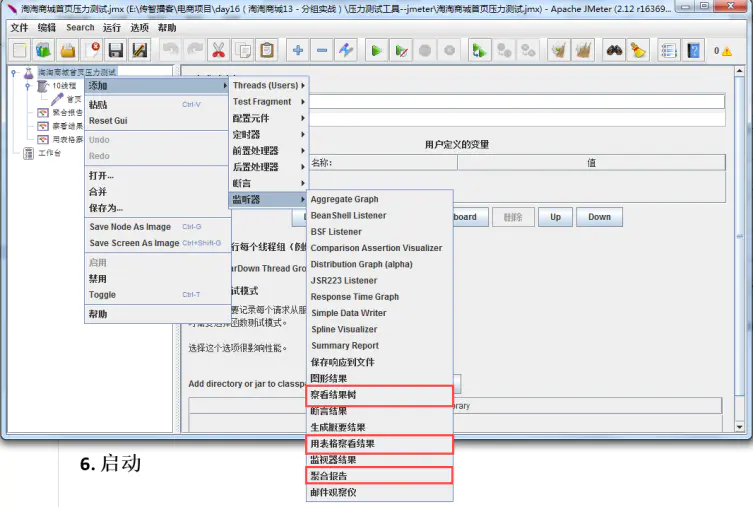 淘淘商城首页压力测试.jmx (E:\传智播客\电商项目\day16（淘淘商城13 - 分组实战）\压力测试工具--jmeter\淘淘商城首页压力测试.jmx) - Apache JMeter (2.12 r16369...
文件 编辑 Search 运行 选项 帮助
0
淘淘商城首页压力测试
10线程
首页
聚合报告
察看结果
用表格察
工作台
添加
粘贴 Ctrl-V
Reset Gui
Undo
Redo
打开...
合并
保存为...
Save Node As Image Ctrl-G
Save Screen As Image Ctrl+Shift-G
启用
禁用
Toggle Ctrl-T
帮助
Threads (Users)
Test Fragment
配置元件
定时器
前置处理器
后置处理器
断言
监听器
Aggregate Graph
BeanShell Listener
BSF Listener
Comparison Assertion Visualizer
Distribution Graph (alpha)
JSR223 Listener
Response Time Graph
Simple Data Writer
Spline Visualizer
Summary Report
保存响应到文件
图形结果
察看结果树
断言结果
生成概要结果
用表格察看结果
监视器结果
聚合报告
邮件观察仪
用户定义的变量
名称: 值
board 删除 Up Down
行每个线程组（例
arDown Thread Gro
试模式
要记录每个请求从服
选择这个选项很影响性能。
Add directory or jar to classp
rary
6. 启动